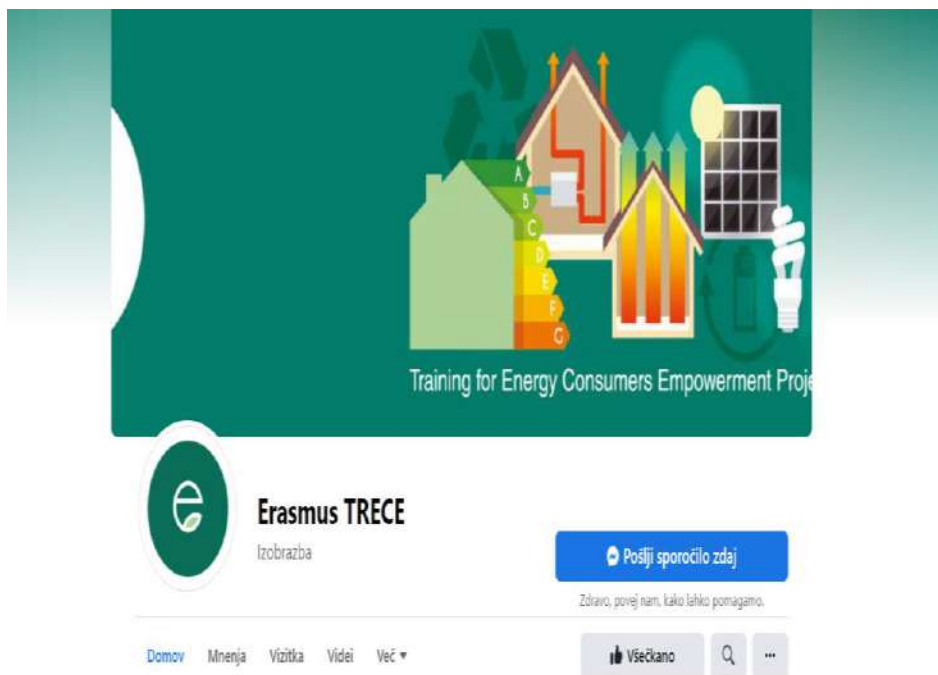 A
B
C
D
E
F
G
Training for Energy Consumers Empowerment Proje
e
Erasmus TRECE
Izobrazba
Pošlji sporočilo zdaj
Zdravo, povej nam, kako lahko pomagamo.
Domov Mnenja Vizitka Videi Več
Všečkano